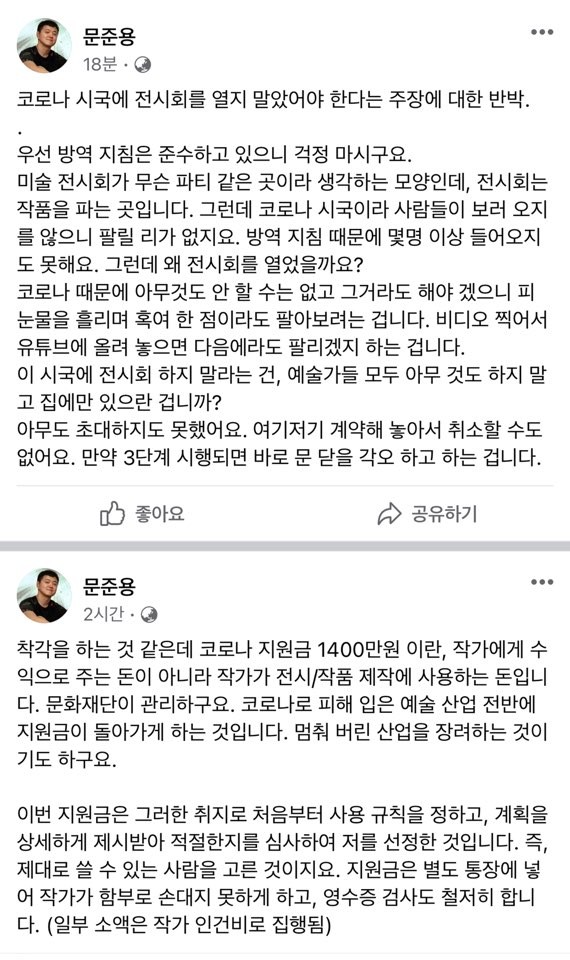 문준용
18분 ·
코로나 시국에 전시회를 열지 말았어야 한다는 주장에 대한 반박.
.
우선 방역 지침은 준수하고 있으니 걱정 마시구요.
미술 전시회가 무슨 파티 같은 곳이라 생각하는 모양인데, 전시회는
작품을 파는 곳입니다. 그런데 코로나 시국이라 사람들이 보러 오지
를 않으니 팔릴 리가 없지요. 방역 지침 때문에 몇명 이상 들어오지
도 못해요. 그런데 왜 전시회를 열었을까요?
코로나 때문에 아무것도 안 할 수는 없고 그거라도 해야 겠으니 피
눈물을 흘리며 혹여 한 점이라도 팔아보려는 겁니다. 비디오 찍어서
유튜브에 올려 놓으면 다음에라도 팔리겠지 하는 겁니다.
이 시국에 전시회 하지 말라는 건, 예술가들 모두 아무 것도 하지 말
고 집에만 있으란 겁니까?
아무도 초대하지도 못했어요. 여기저기 계약해 놓아서 취소할 수도
없어요. 만약 3단계 시행되면 바로 문 닫을 각오 하고 하는 겁니다.
좋아요 공유하기
문준용
2시간 ·
착각을 하는 것 같은데 코로나 지원금 1400만원 이란, 작가에게 수
익으로 주는 돈이 아니라 작가가 전시/작품 제작에 사용하는 돈입니
다. 문화재단이 관리하구요. 코로나로 피해 입은 예술 산업 전반에
지원금이 돌아가게 하는 것입니다. 멈춰 버린 산업을 장려하는 것이
기도 하구요.
이번 지원금은 그러한 취지로 처음부터 사용 규칙을 정하고, 계획을
상세하게 제시받아 적절한지를 심사하여 저를 선정한 것입니다. 즉,
제대로 쓸 수 있는 사람을 고른 것이지요. 지원금은 별도 통장에 넣
어 작가가 함부로 손대지 못하게 하고, 영수증 검사도 철저히 합니
다. (일부 소액은 작가 인건비로 집행됨)